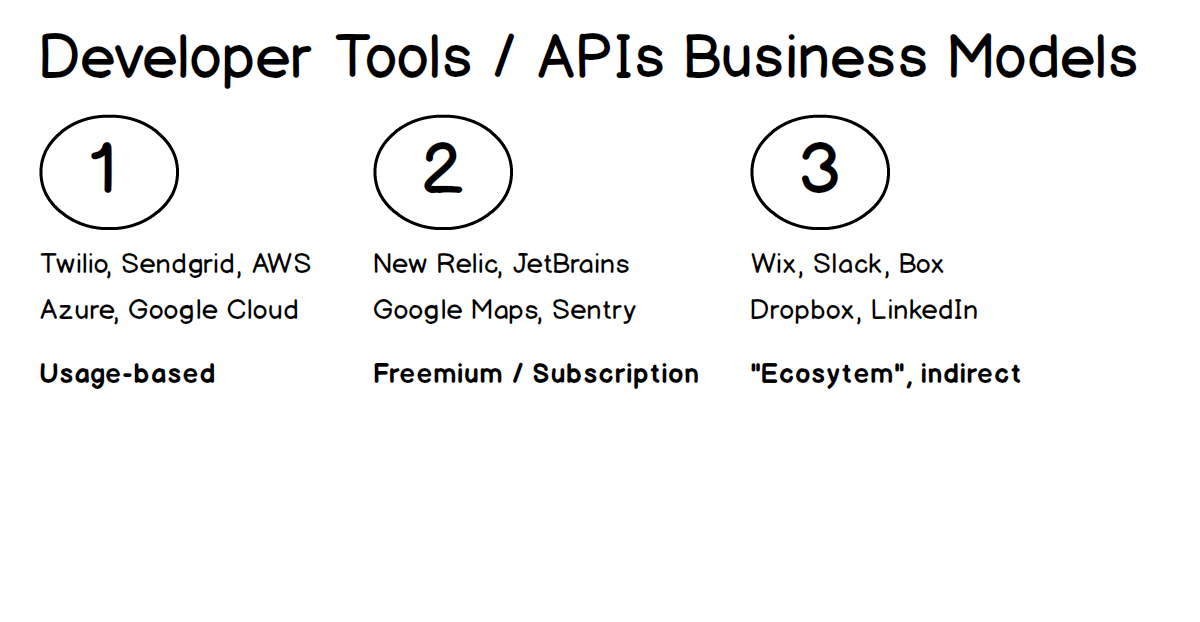 Developer Tools / APIs Business Models
1
2
3
Twilio, Sendgrid, AWS
Azure, Google Cloud
Usage-based
New Relic, JetBrains
Google Maps, Sentry
Freemium / Subscription
Wix, Slack, Box
Dropbox, LinkedIn
"Ecosytem", indirect